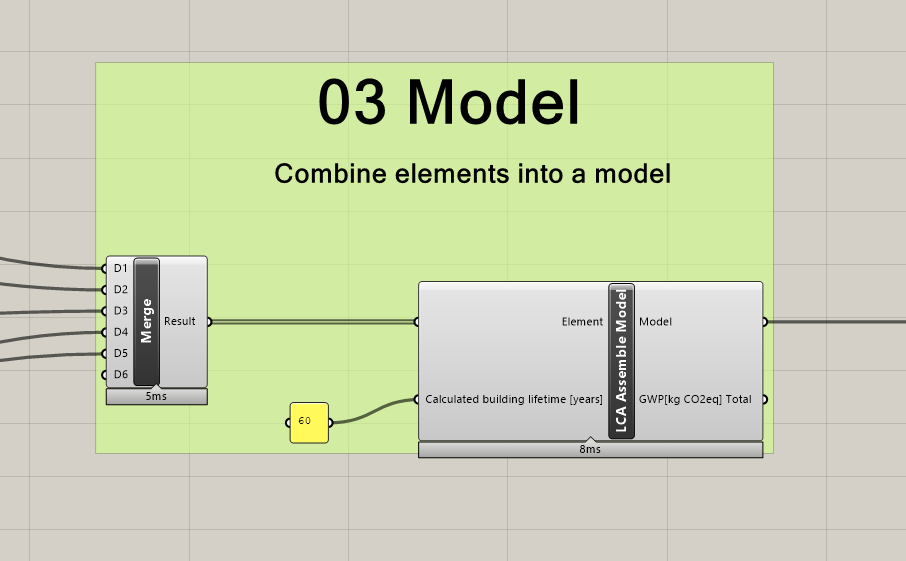 03 Model
Combine elements into a model
D1
D2
D3
D4
D5
D6
Merge
Result
5ms
60
Element
Calculated building lifetime [years]
LCA Assemble Model
Model
GWP[kg CO2eq] Total
8ms